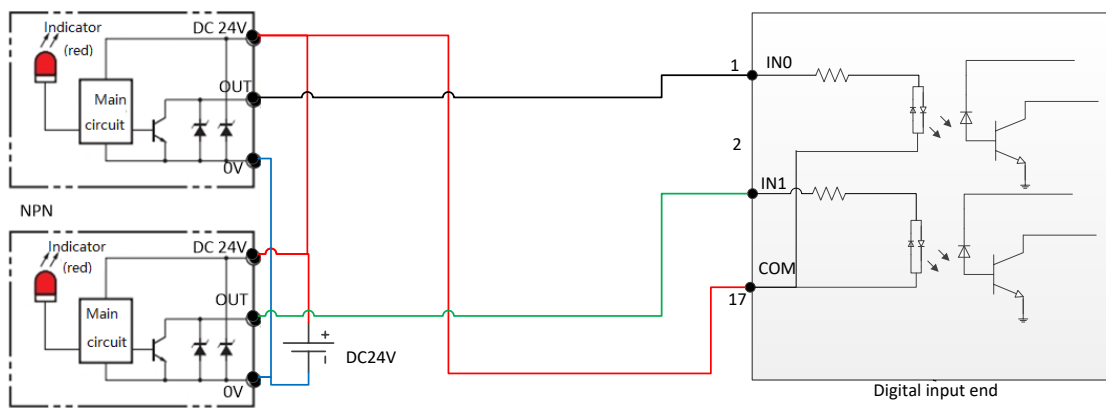 Indicator
(red)
DC 24V
OUT
Main
circuit
0V
NPN
Indicator
(red)
DC 24V
OUT
Main
circuit
0V
+
DC24V
1
IN0
2
IN1
COM
17
Digital input end